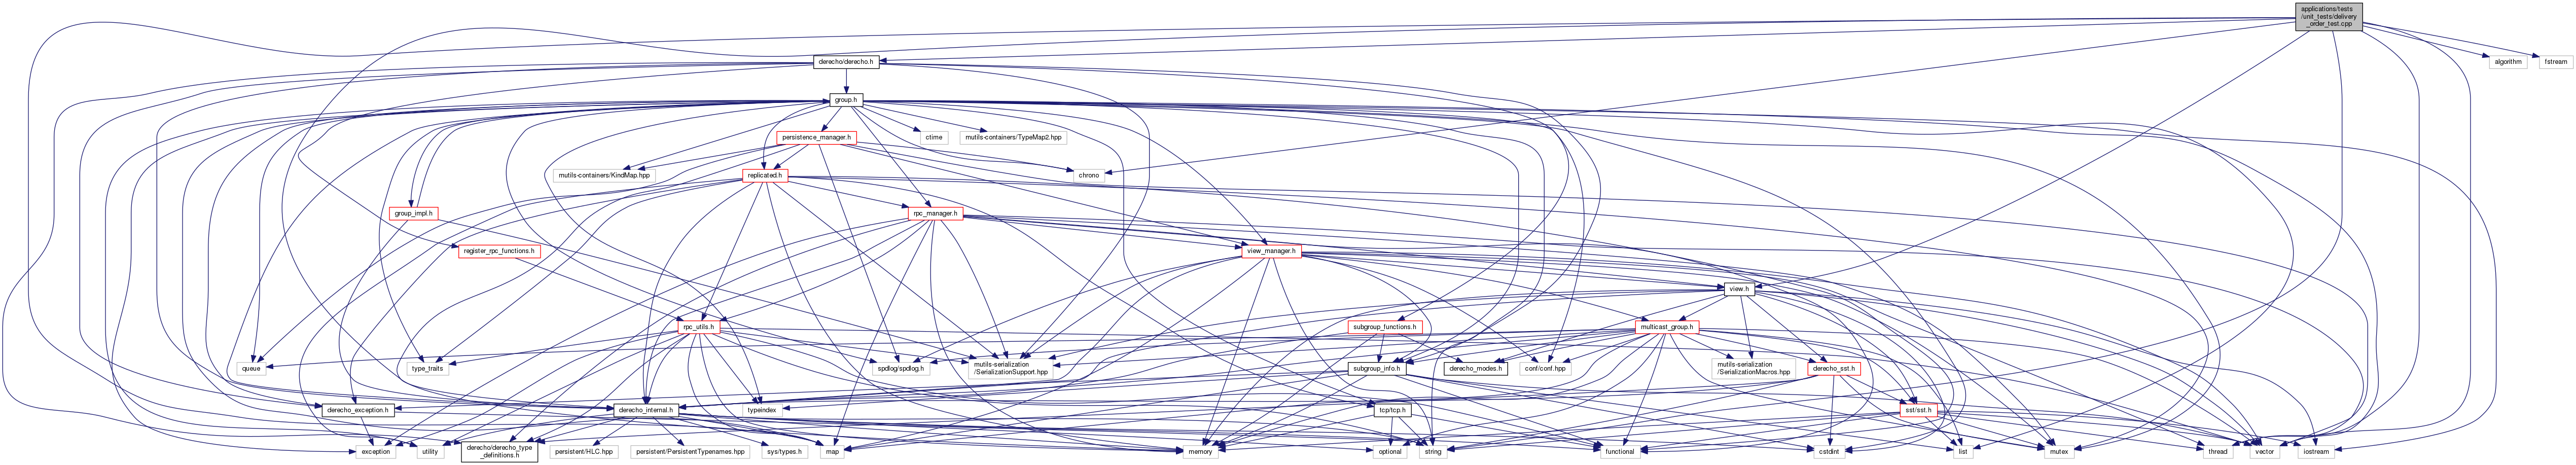 applications/tests
/unit_tests/delivery
_order_test.cpp
derecho/derecho.h
algorithm
fstream
group.h
persistence_manager.h
ctime
mutils-containers/TypeMap2.hpp
mutils-containers/KindMap.hpp
replicated.h
chrono
group_impl.h
rpc_manager.h
register_rpc_functions.h
view_manager.h
view.h
rpc_utils.h
subgroup_functions.h
multicast_group.h
queue
type_traits
spdlog/spdlog.h
mutils-serialization
/SerializationSupport.hpp
subgroup_info.h
derecho_modes.h
conf/conf.hpp
mutils-serialization
/SerializationMacros.hpp
derecho_sst.h
derecho_exception.h
derecho_internal.h
typeindex
tcp/tcp.h
sst/sst.h
exception
utility
derecho/derecho_type
_definitions.h
persistent/HLC.hpp
persistent/PersistentTypenames.hpp
sys/types.h
map
memory
optional
string
functional
cstdint
list
mutex
thread
vector
iostream